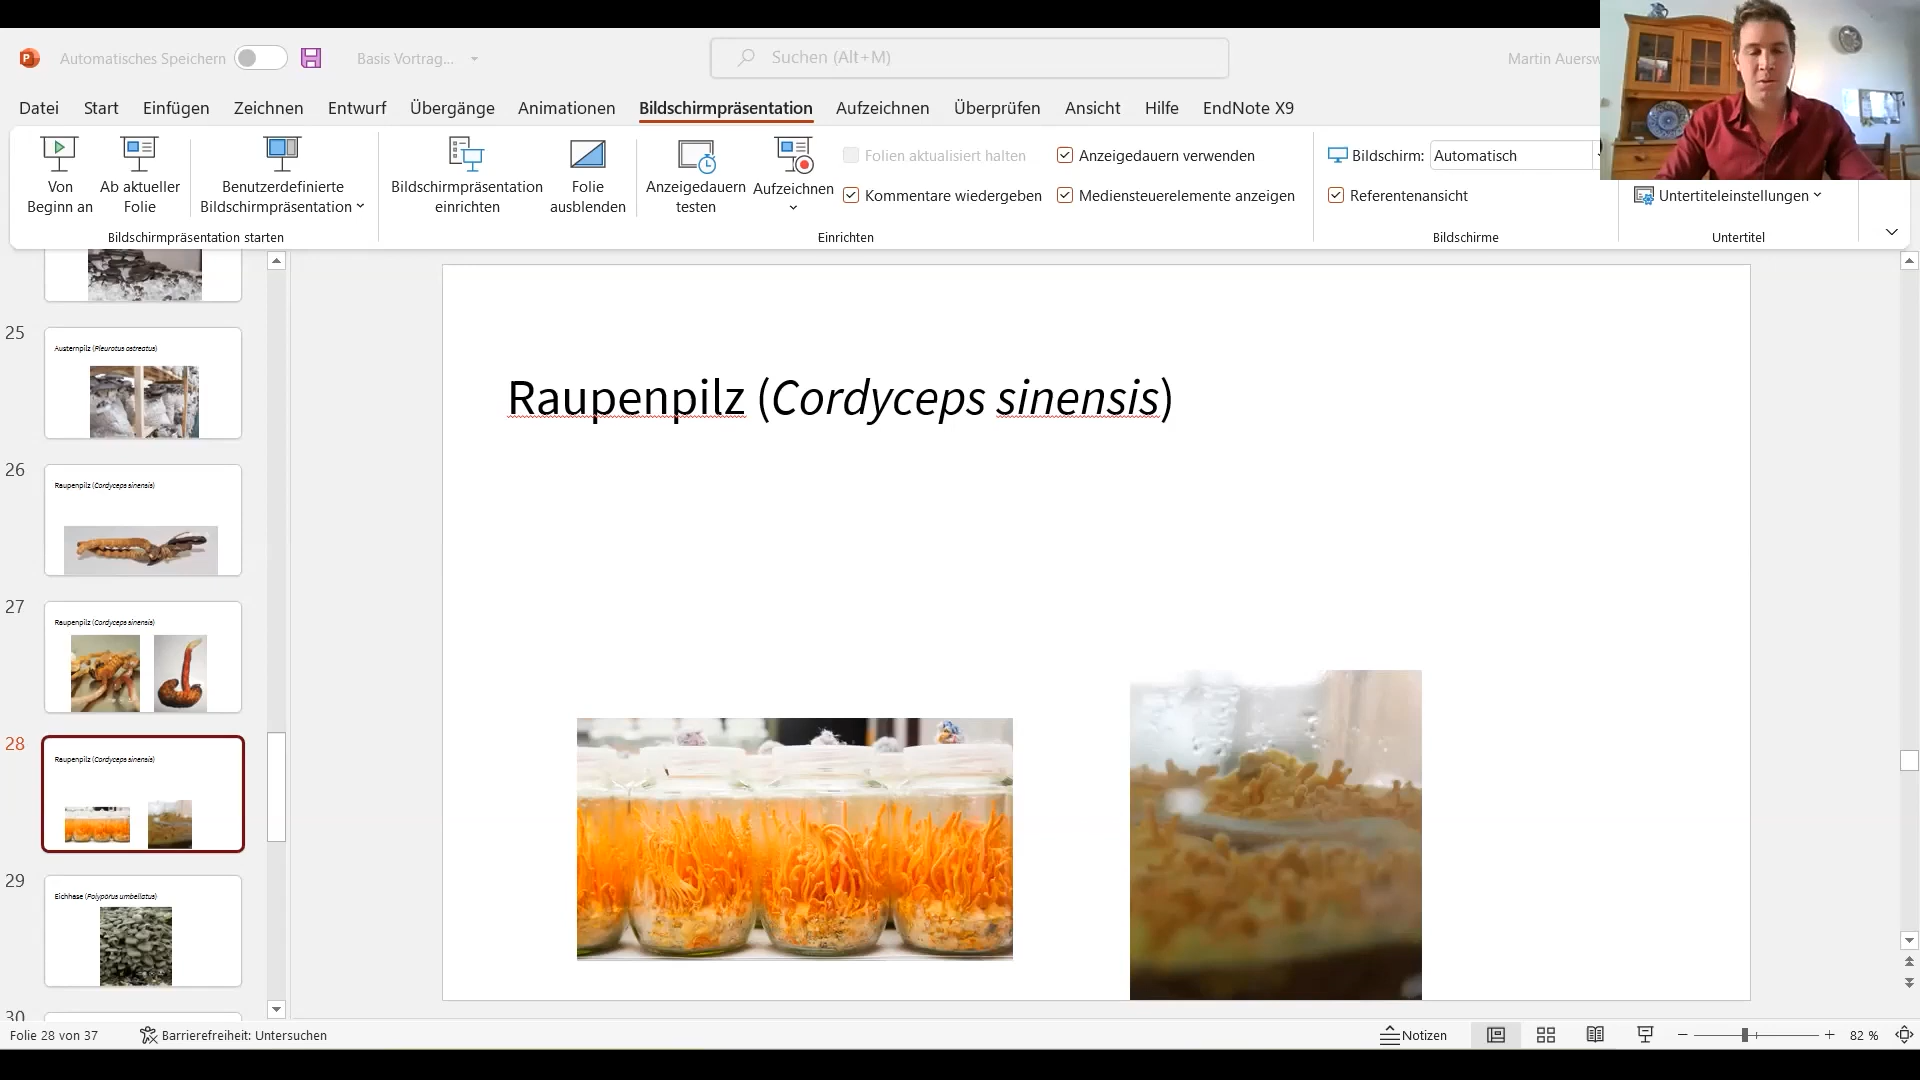 Automatisches Speichern
Basis Vortrag...
Suchen (Alt+M)
Martin Auersw
Datei Start Einfügen Zeichnen Entwurf Übergänge Animationen Bildschirmpräsentation Aufzeichnen Überprüfen Ansicht Hilfe EndNote X9
Von Beginn an
Ab aktueller Folie
Benutzerdefinierte Bildschirmpräsentation
Bildschirmpräsentation starten
Bildschirmpräsentation einrichten
Folie ausblenden
Anzeigedauern testen
Aufzeichnen
Folien aktualisiert halten
Kommentare wiedergeben
Anzeigedauern verwenden
Mediensteuerelemente anzeigen
Einrichten
Bildschirm: Automatisch
Referentenansicht
Bildschirme
Untertiteleinstellungen
Untertitel
25
Austernpilz (Pleurotus ostreatus)
26
Raupenpilz (Cordyceps sinensis)
27
Raupenpilz (Cordyceps sinensis)
28
Raupenpilz (Cordyceps sinensis)
29
Eichhase (Polyporus umbellatus)
30
Raupenpilz (Cordyceps sinensis)
Folie 28 von 37
Barrierefreiheit: Untersuchen
Notizen
82 %